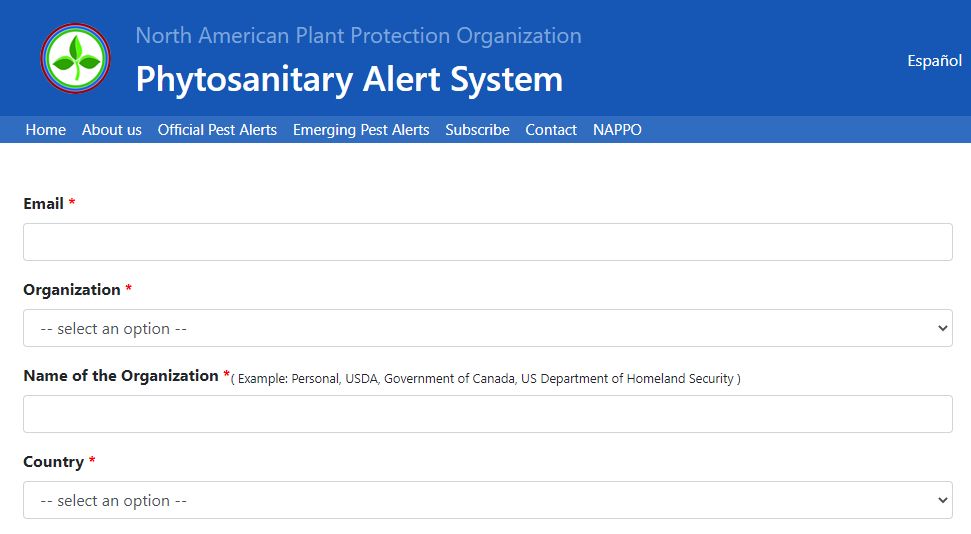 North American Plant Protection Organization
Phytosanitary Alert System
Español
Home About us Official Pest Alerts Emerging Pest Alerts Subscribe Contact NAPPO
Email *
Organization *
-- select an option --
Name of the Organization *( Example: Personal, USDA, Government of Canada, US Department of Homeland Security )
Country *
-- select an option --